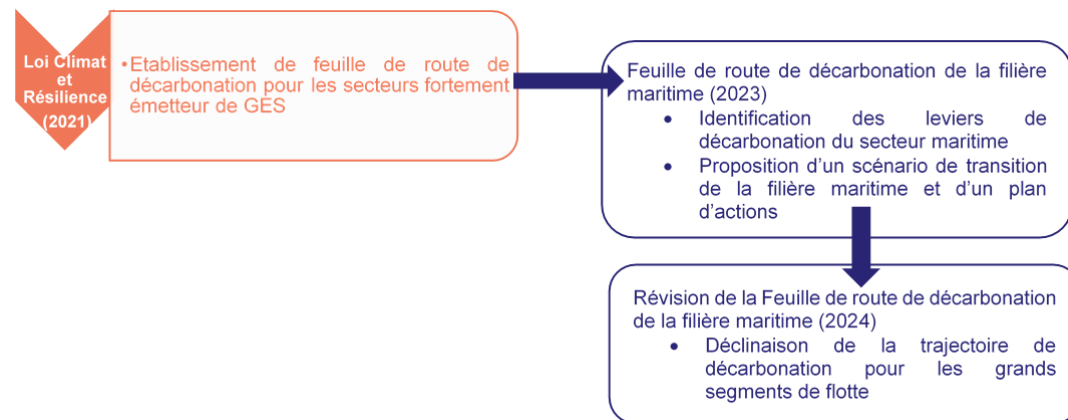 Loi Climat
et
Résilience
(2021)
•Etablissement de feuille de route de
décarbonation pour les secteurs fortement
émetteur de GES
Feuille de route de décarbonation de la filière
maritime (2023)
• Identification des leviers de
décarbonation du secteur maritime
• Proposition d'un scénario de transition
de la filière maritime et d'un plan
d'actions
Révision de la Feuille de route de décarbonation
de la filière maritime (2024)
• Déclinaison de la trajectoire de
décarbonation pour les grands
segments de flotte